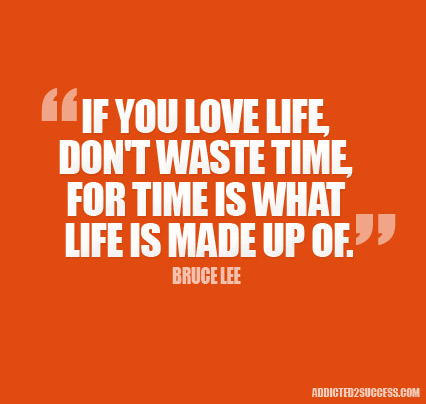 “IF YOU LOVE LIFE,
DON'T WASTE TIME,
FOR TIME IS WHAT
LIFE IS MADE UP OF.”
BRUCE LEE
ADDICTED2SUCCESS.COM